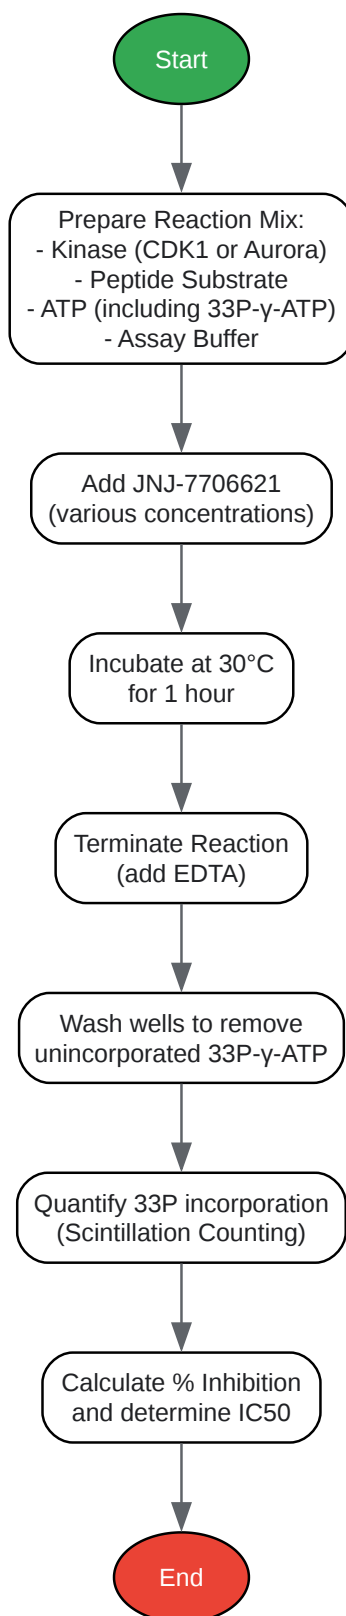 Start
Prepare Reaction Mix:
- Kinase (CDK1 or Aurora)
- Peptide Substrate
- ATP (including 33P-γ-ATP)
- Assay Buffer
Add JNJ-7706621
(various concentrations)
Incubate at 30°C
for 1 hour
Terminate Reaction
(add EDTA)
Wash wells to remove
unincorporated 33P-γ-ATP
Quantify 33P incorporation
(Scintillation Counting)
Calculate % Inhibition
and determine IC50
End